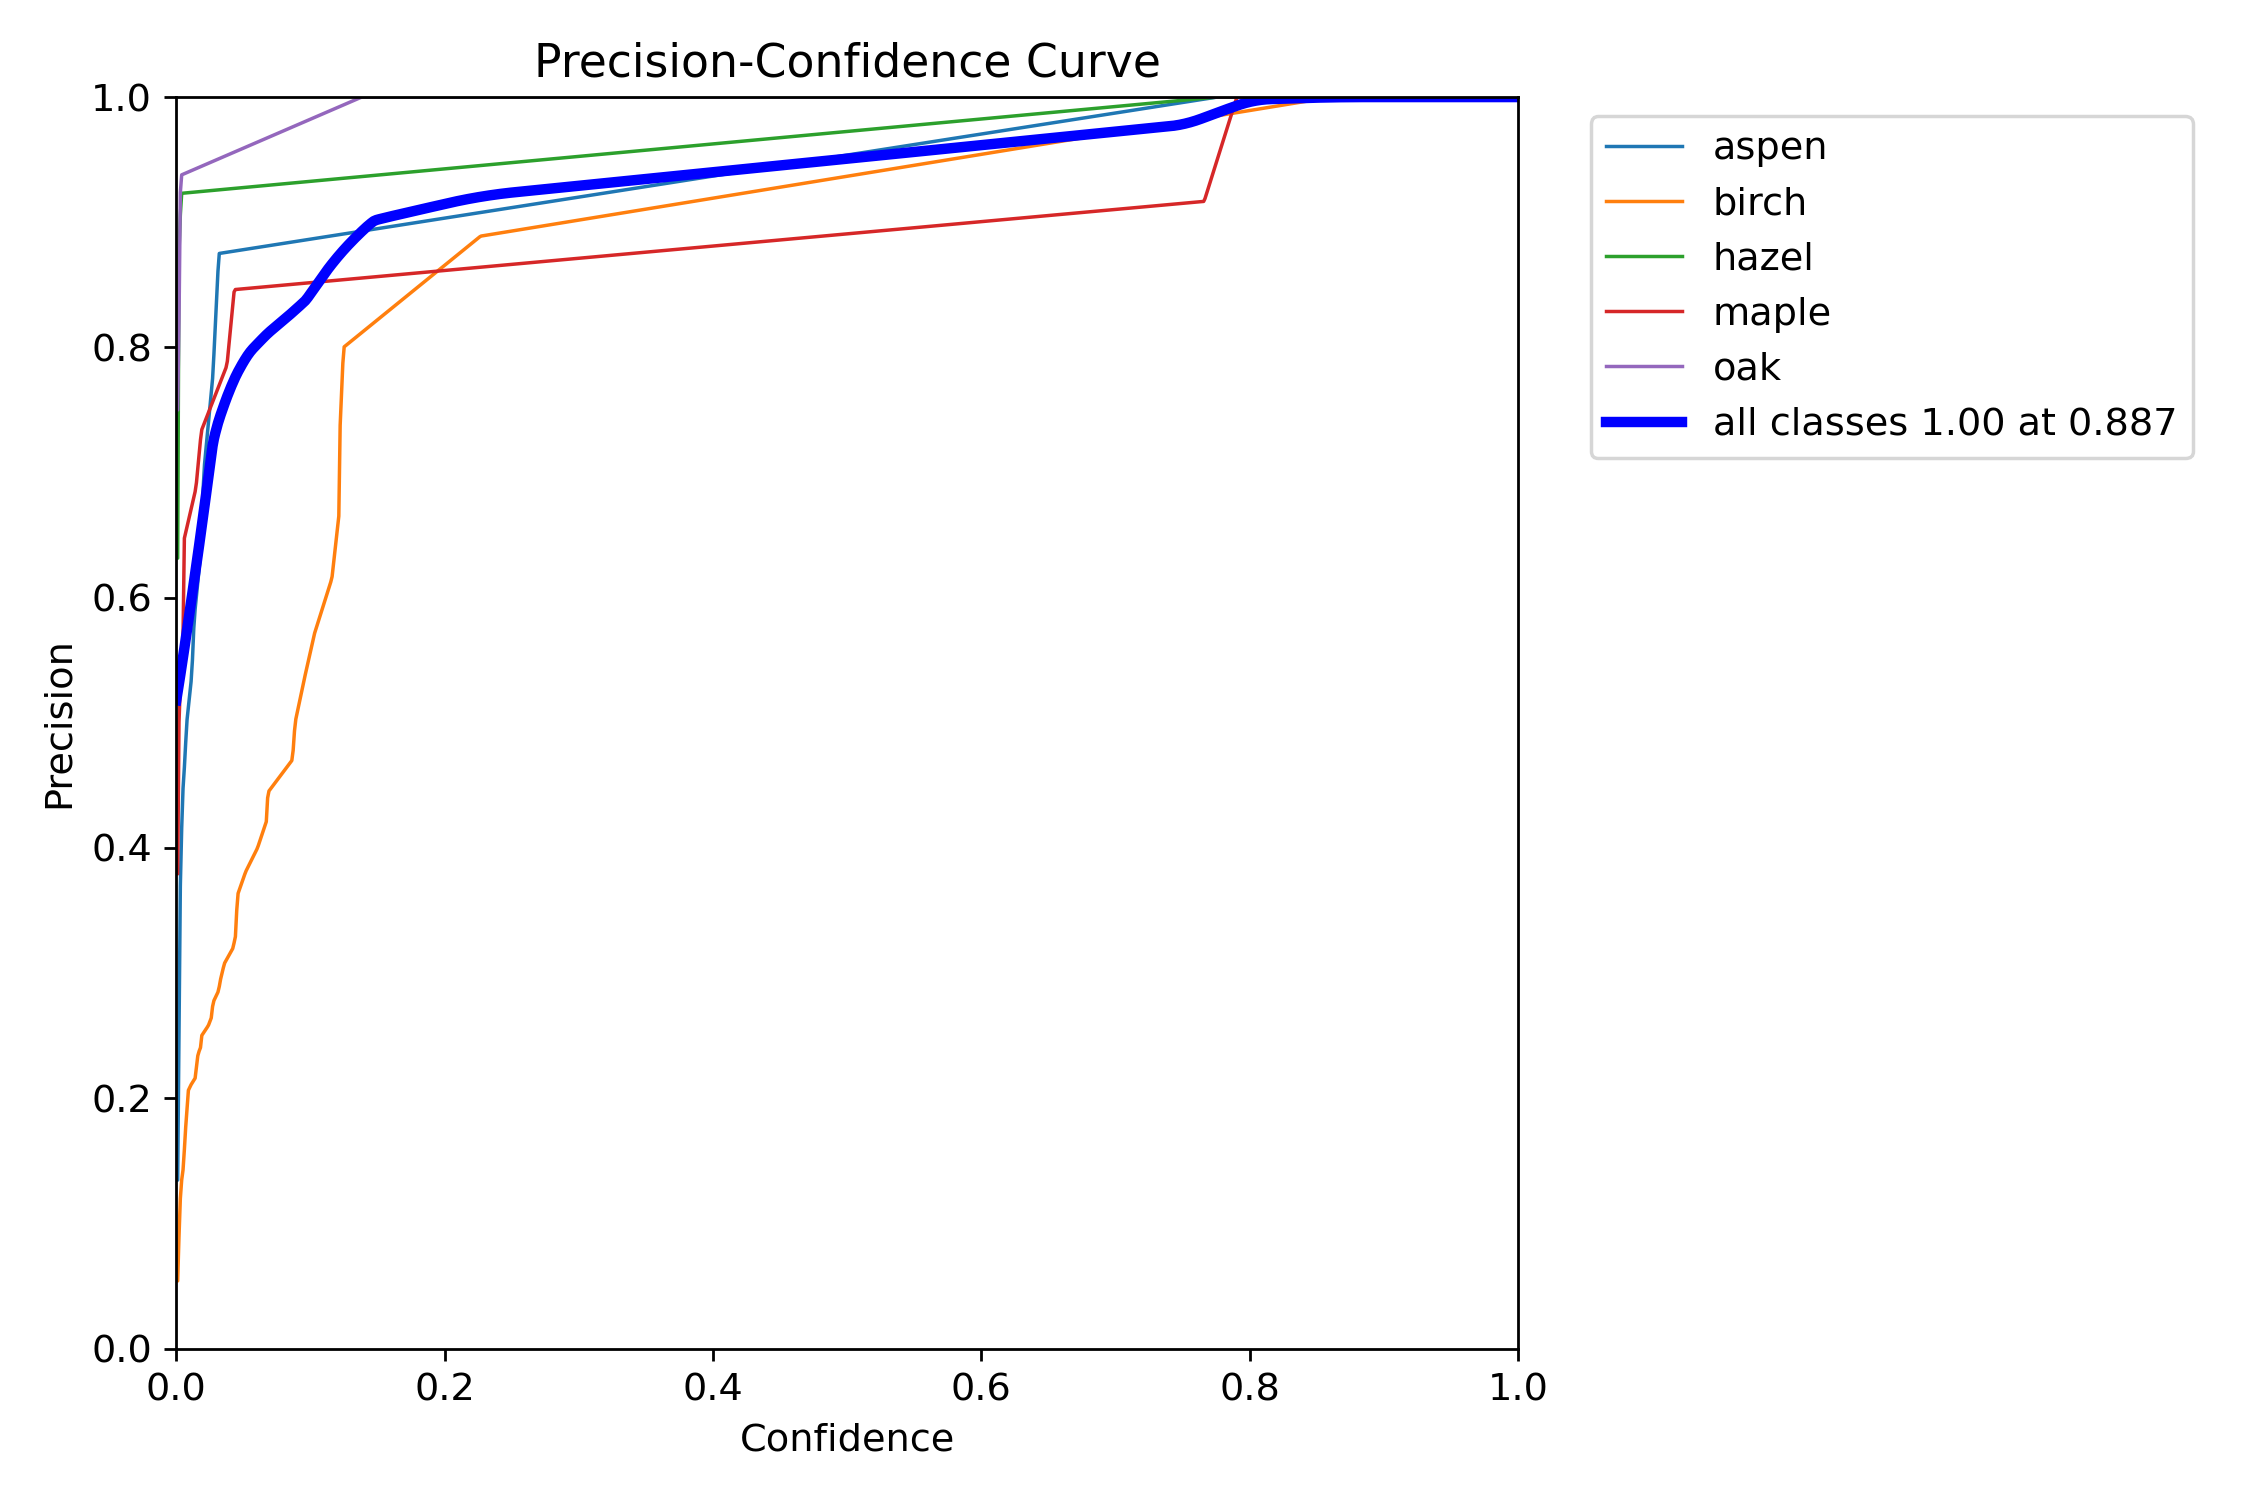 Precision-Confidence Curve
1.0
0.8
0.6
0.4
0.2
0.0
Precision
0.0 0.2 0.4 0.6 0.8 1.0
Confidence
aspen
birch
hazel
maple
oak
all classes 1.00 at 0.887